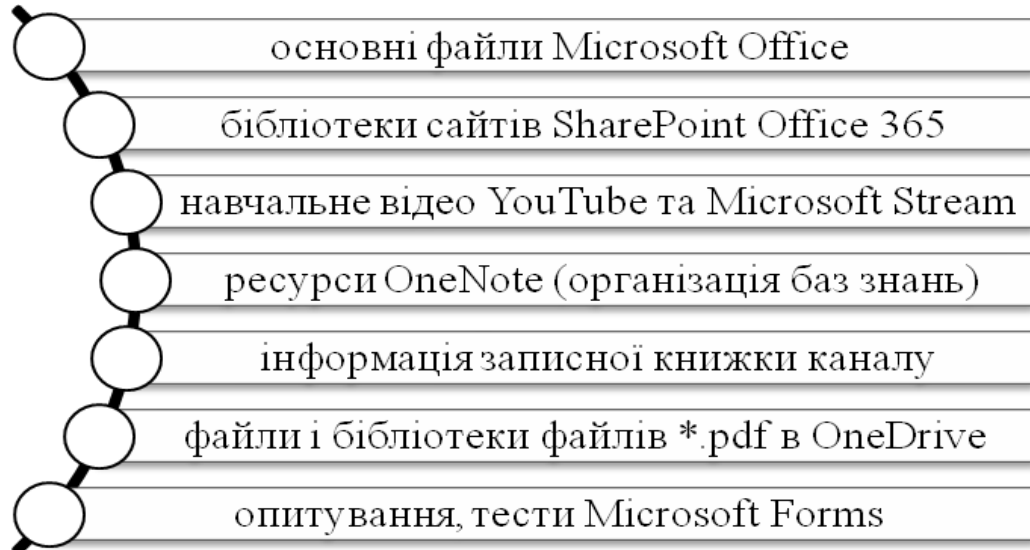 основні файли Microsoft Office
бібліотеки сайтів SharePoint Office 365
навчальне відео YouTube та Microsoft Stream
ресурси OneNote (організація баз знань)
інформація записної книжки каналу
файли і бібліотеки файлів *.pdf в OneDrive
опитування, тести Microsoft Forms